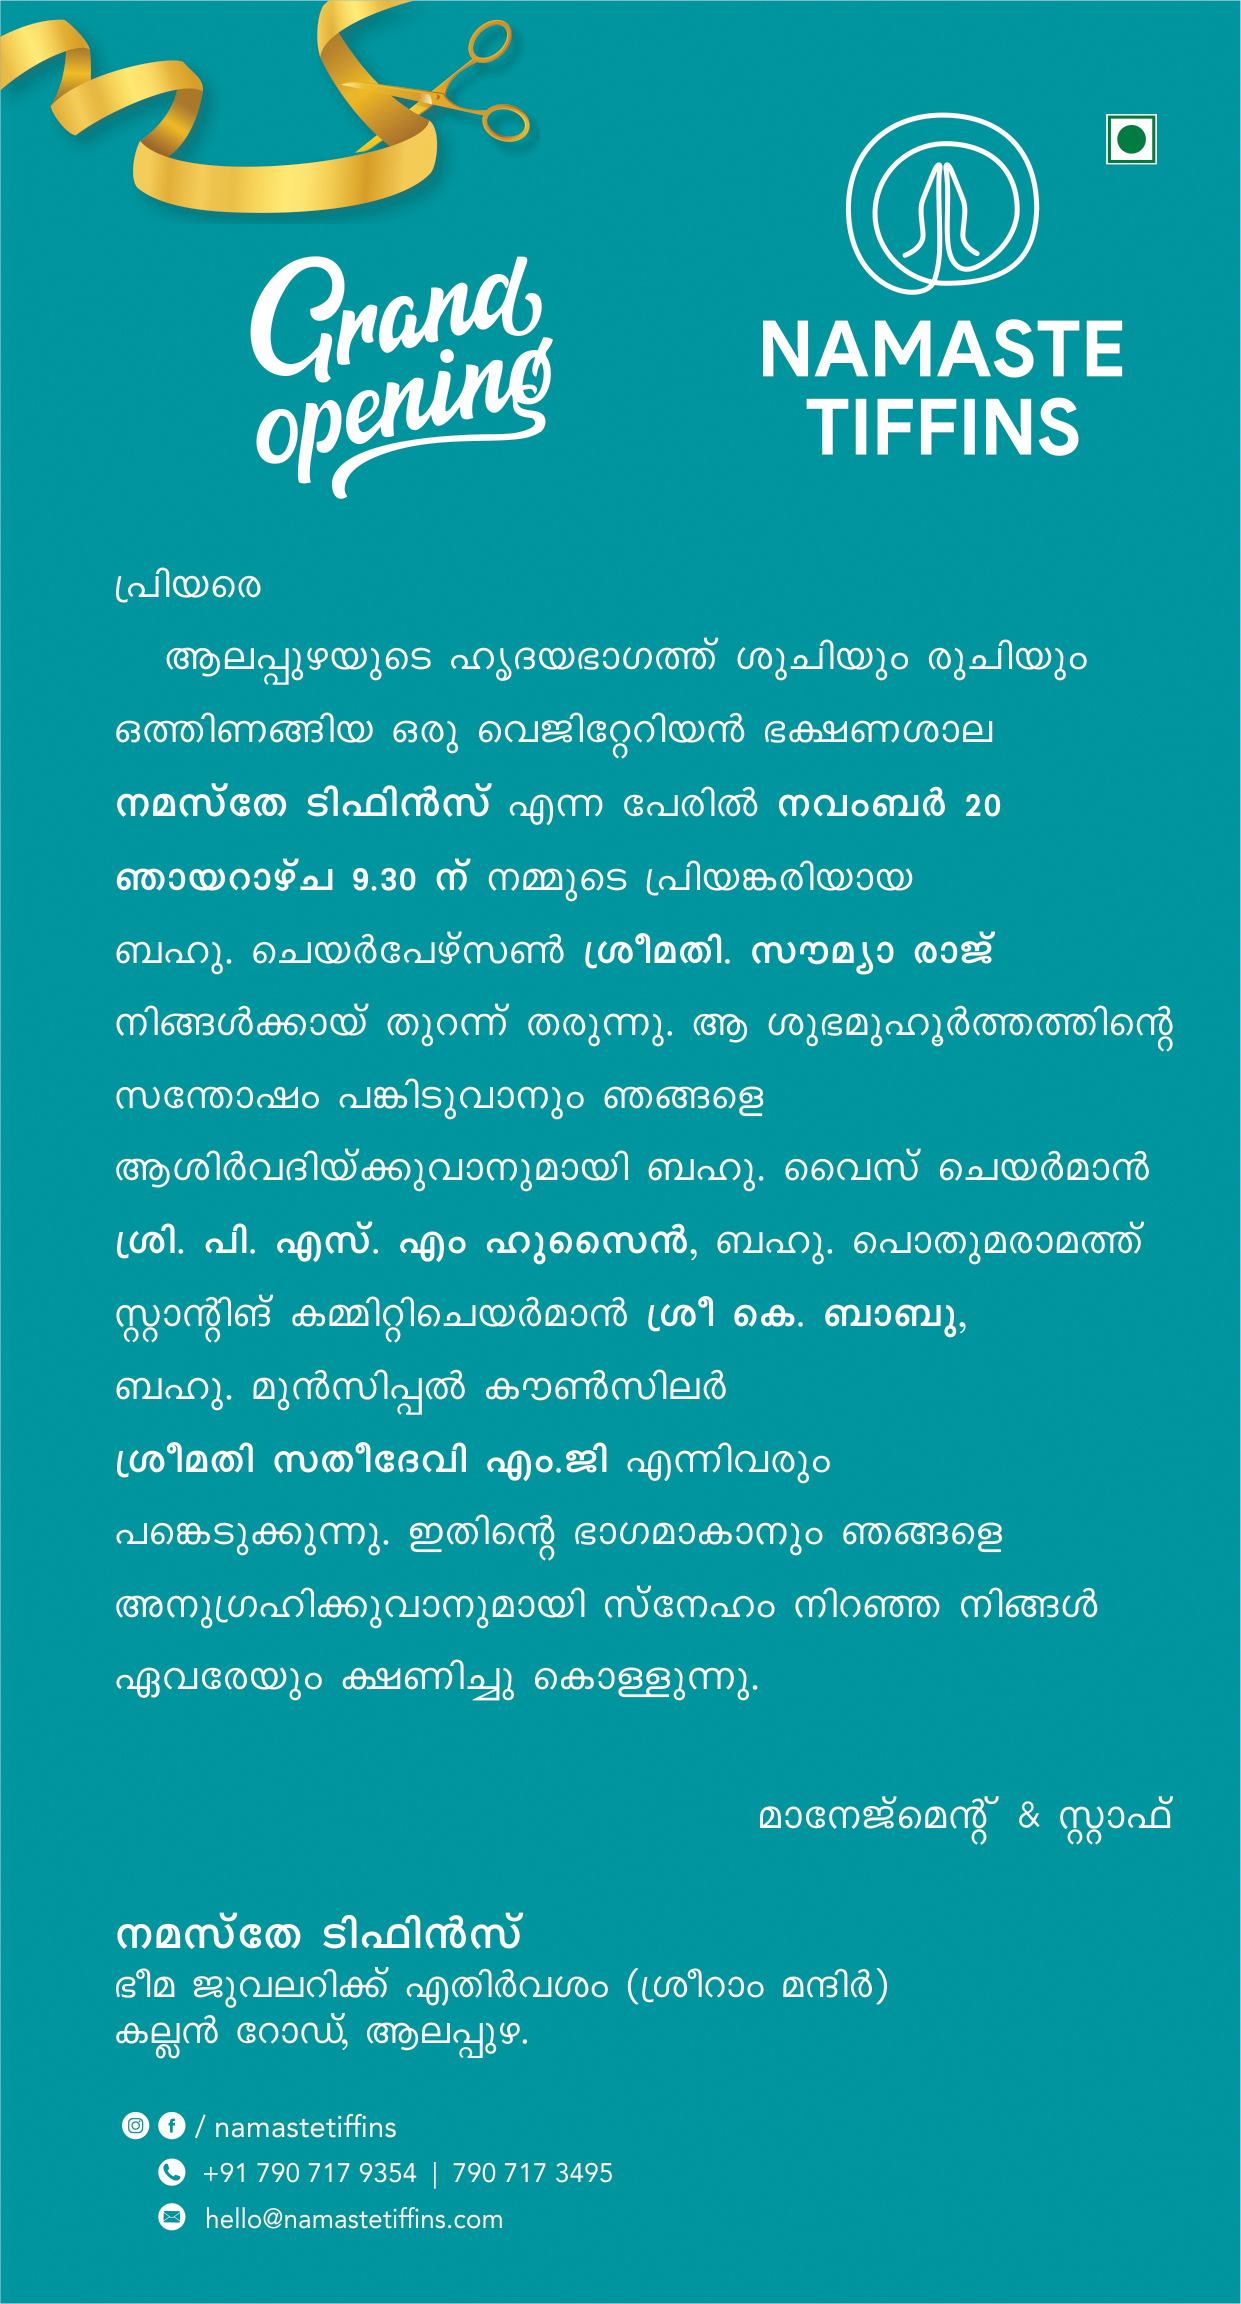 Grand
opening
NAMASTE
TIFFINS
പ്രിയരെ
ആലപ്പുഴയുടെ ഹൃദയഭാഗത്ത് ശുചിയും രുചിയും
ഒത്തിണങ്ങിയ ഒരു വെജിറ്റേറിയൻ ഭക്ഷണശാല
നമസ്തേ ടിഫിൻസ് എന്ന പേരിൽ നവംബർ 20
ഞായറാഴ്ച 9.30 ന് നമ്മുടെ പ്രിയങ്കരിയായ
ബഹു. ചെയർപേഴ്സൺ ശ്രീമതി. സൗമ്യാ രാജ്
നിങ്ങൾക്കായ് തുറന്ന് തരുന്നു. ആ ശുഭമുഹൂർത്തത്തിന്റെ
സന്തോഷം പങ്കിടുവാനും ഞങ്ങളെ
ആശിർവദിയ്ക്കുവാനുമായി ബഹു. വൈസ് ചെയർമാൻ
ശ്രി. പി. എസ്. എം ഹുസൈൻ, ബഹു. പൊതുമരാമത്ത്
സ്റ്റാന്റിങ് കമ്മിറ്റിചെയർമാൻ ശ്രീ കെ. ബാബു,
ബഹു. മുൻസിപ്പൽ കൗൺസിലർ
ശ്രീമതി സതീദേവി എം.ജി എന്നിവരും
പങ്കെടുക്കുന്നു. ഇതിന്റെ ഭാഗമാകാനും ഞങ്ങളെ
അനുഗ്രഹിക്കുവാനുമായി സ്നേഹം നിറഞ്ഞ നിങ്ങൾ
ഏവരേയും ക്ഷണിച്ചു കൊള്ളുന്നു.
മാനേജ്മെന്റ് & സ്റ്റാഫ്
നമസ്തേ ടിഫിൻസ്
ഭീമ ജുവലറിക്ക് എതിർവശം (ശ്രീറാം മന്ദിർ)
കല്ലൻ റോഡ്, ആലപ്പുഴ.
/ namastetiffins
+91 790 717 9354 | 790 717 3495
hello@namastetiffins.com